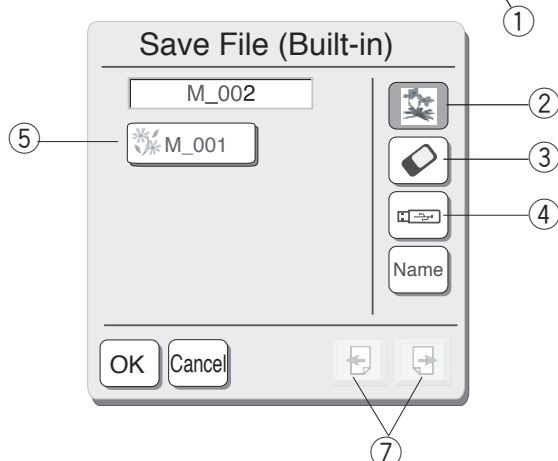 ①
Save File (Built-in)
M_002
②
⑤
M_001
③
④
Name
OK
Cancel
⑦